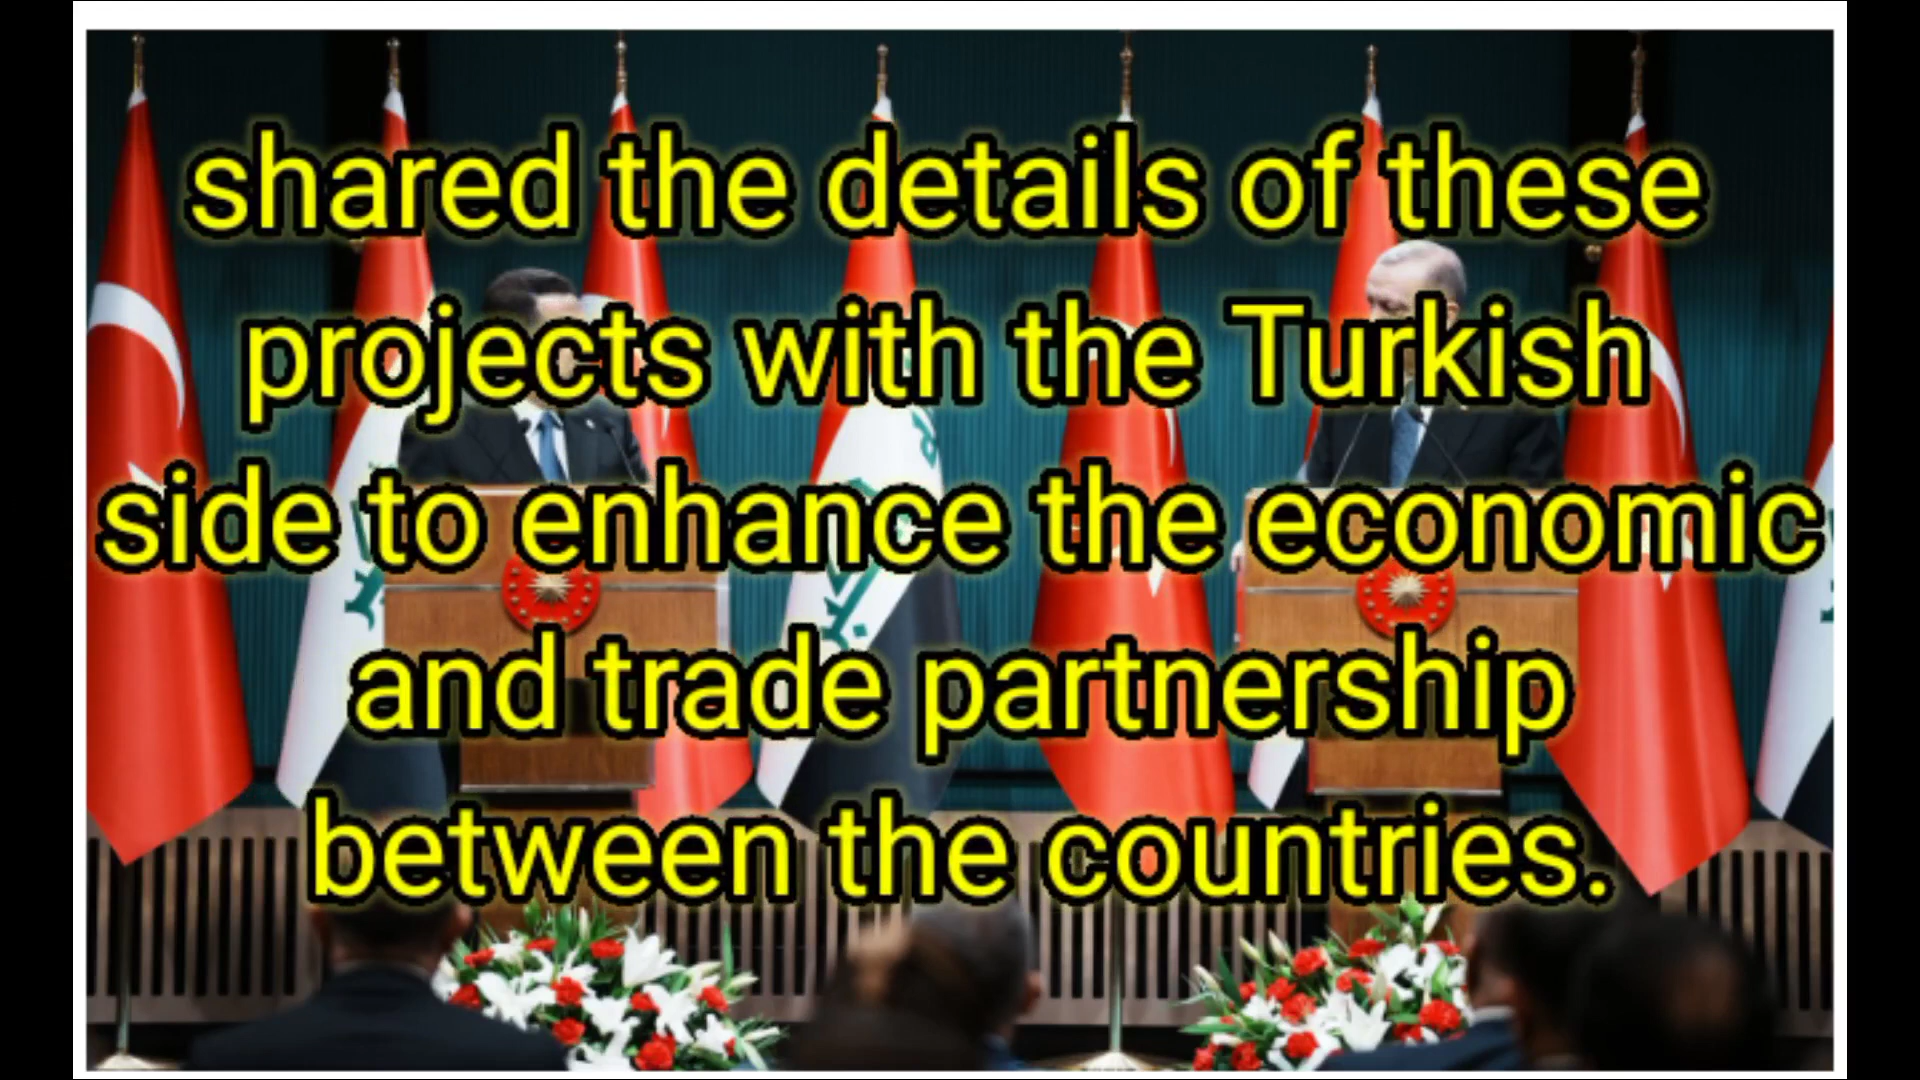 shared the details of these
projects with the Turkish
side to enhance the economic
and trade partnership
between the countries.